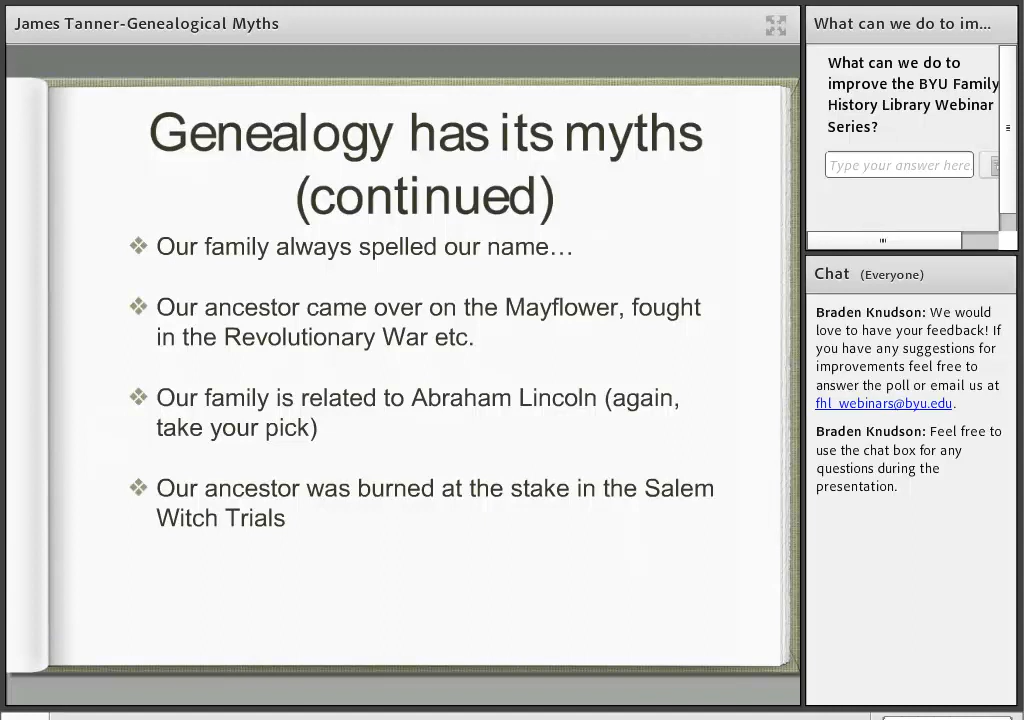 James Tanner-Genealogical Myths
Genealogy has its myths
(continued)
Our family always spelled our name…
Our ancestor came over on the Mayflower, fought
in the Revolutionary War etc.
Our family is related to Abraham Lincoln (again,
take your pick)
Our ancestor was burned at the stake in the Salem
Witch Trials
What can we do to im...
What can we do to
improve the BYU Family
History Library Webinar
Series?
Type your answer here
Chat (Everyone)
Braden Knudson: We would
love to have your feedback! If
you have any suggestions for
improvements feel free to
answer the poll or email us at
fhl_webinars@byu.edu.
Braden Knudson: Feel free to
use the chat box for any
questions during the
presentation.